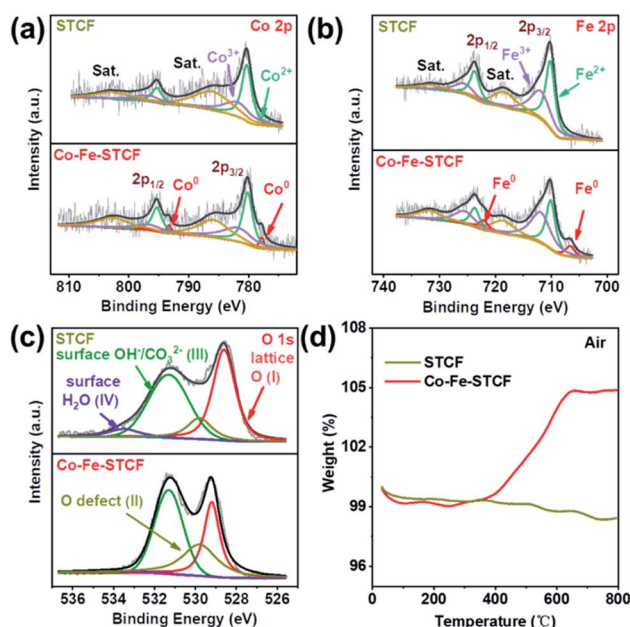 (a)
STCF
Co 2p
Sat.
Sat.
Co3+
Co2+
Co-Fe-STCF
2p1/2
Co0
2p3/2
Co0
Intensity (a.u.)
810 800 790 780
Binding Energy (eV)
(b)
STCF
Fe 2p
2p3/2
2p1/2
Fe3+
Sat.
Sat.
Fe2+
Co-Fe-STCF
Fe0
Fe0
Intensity (a.u.)
740 730 720 710 700
Binding Energy (eV)
(c)
STCF
O 1s
surface OH-/CO32- (III)
lattice
O (I)
surface
H2O (IV)
Co-Fe-STCF
O defect (II)
Intensity (a.u.)
536 534 532 530 528 526
Binding Energy (eV)
(d)
Air
STCF
Co-Fe-STCF
Weight (%)
108
105
102
99
96
0 200 400 600 800
Temperature (℃)